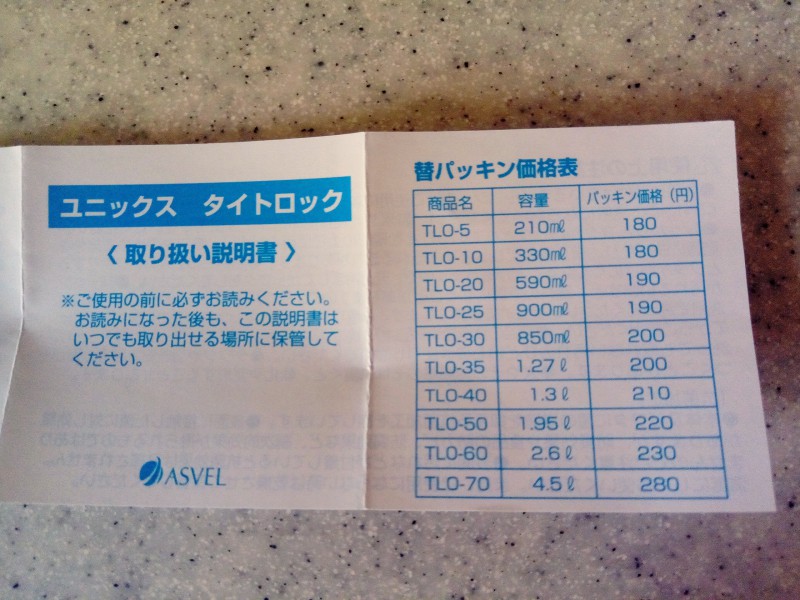 ユニックス タイトロック
〈 取り扱い説明書 〉
※ご使用の前に必ずお読みください。
お読みになった後も、この説明書は
いつでも取り出せる場所に保管して
ください。
ASVEL
替パッキン価格表
商品名 容量 パッキン価格（円）
TLO-5 210㎖ 180
TLO-10 330㎖ 180
TLO-20 590㎖ 190
TLO-25 900㎖ 190
TLO-30 850㎖ 200
TLO-35 1.27ℓ 200
TLO-40 1.3ℓ 210
TLO-50 1.95ℓ 220
TLO-60 2.6ℓ 230
TLO-70 4.5ℓ 280